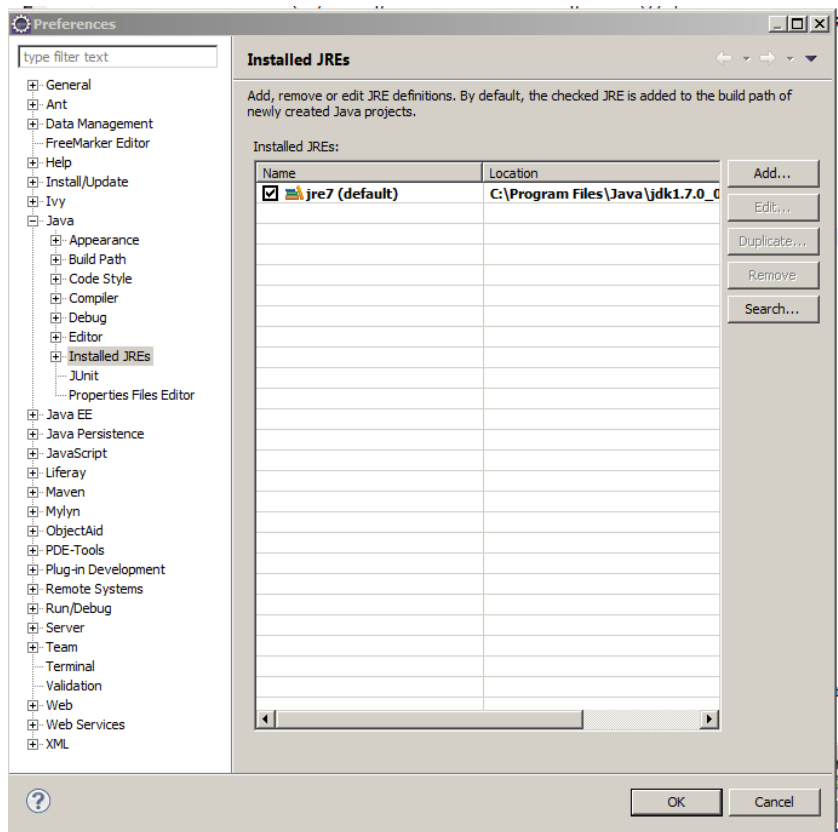 Preferences
type filter text
General
Ant
Data Management
FreeMarker Editor
Help
Install/Update
Ivy
Java
Appearance
Build Path
Code Style
Compiler
Debug
Editor
Installed JREs
JUnit
Properties Files Editor
Java EE
Java Persistence
JavaScript
Liferay
Maven
Mylyn
ObjectAid
PDE-Tools
Plug-in Development
Remote Systems
Run/Debug
Server
Team
Terminal
Validation
Web
Web Services
XML
Installed JREs
Add, remove or edit JRE definitions. By default, the checked JRE is added to the build path of
newly created Java projects.
Installed JREs:
Name Location
jre7 (default) C:\Program Files\Java\jdk1.7.0_0
Add...
Edit...
Duplicate...
Remove
Search...
OK Cancel